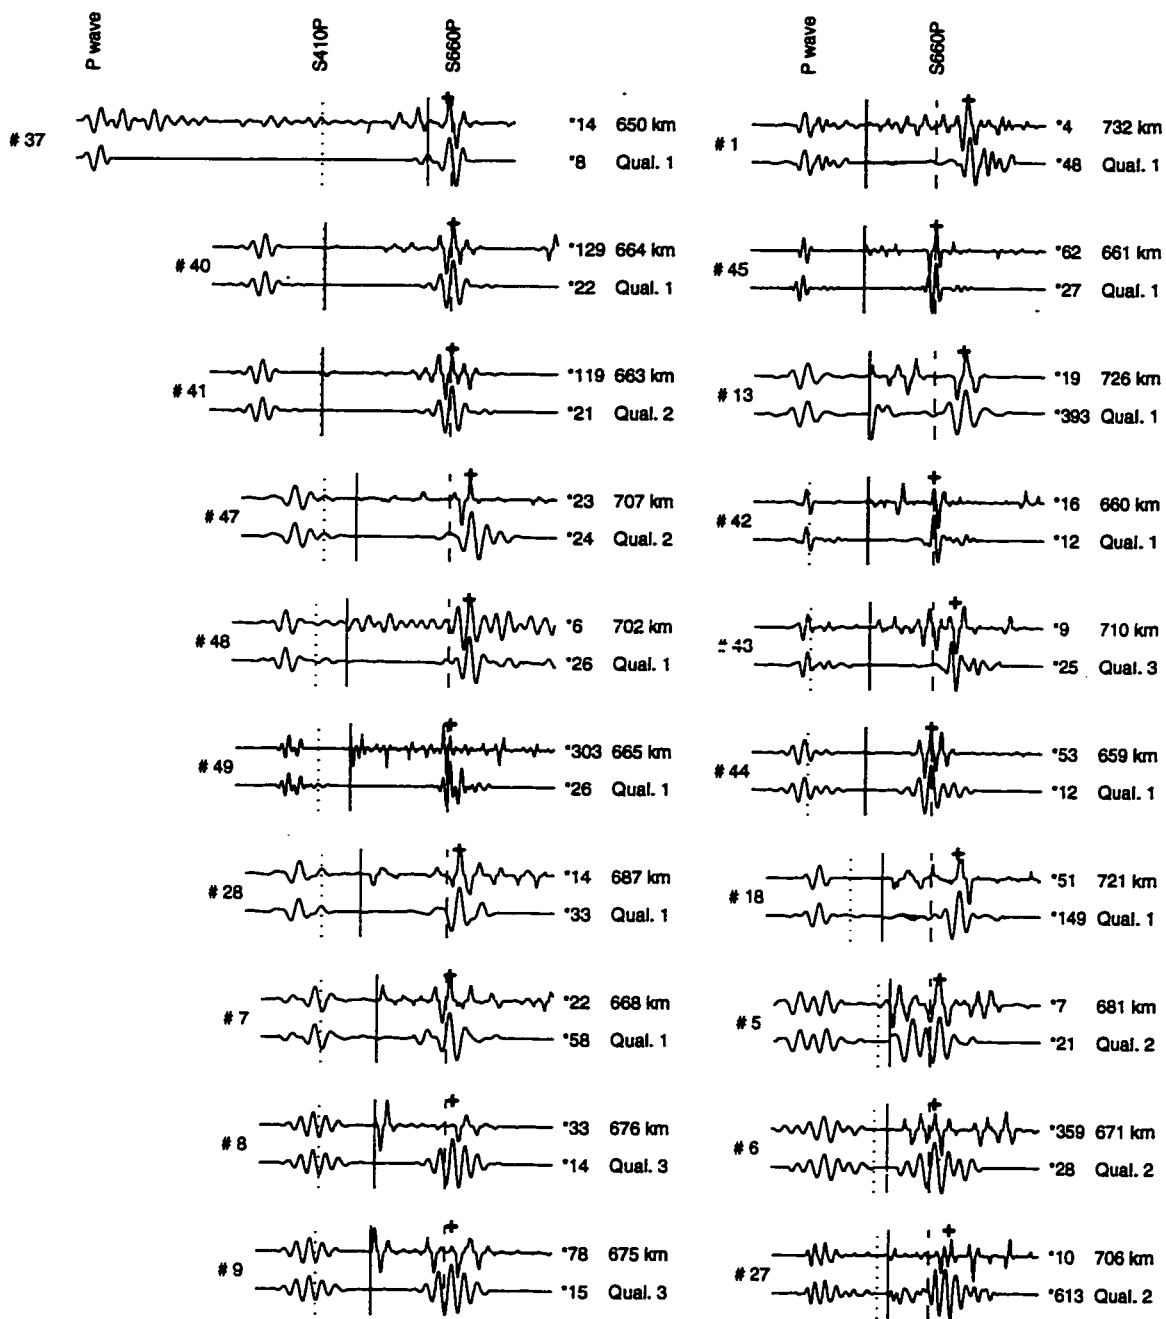 P wave
S410P
S660P
# 37
*14 650 km
*8 Qual. 1
# 40
*129 664 km
*22 Qual. 1
# 41
*119 663 km
*21 Qual. 2
# 47
*23 707 km
*24 Qual. 2
# 48
*6 702 km
*26 Qual. 1
# 49
*303 665 km
*26 Qual. 1
# 28
*14 687 km
*33 Qual. 1
# 7
*22 668 km
*58 Qual. 1
# 8
*33 676 km
*14 Qual. 3
# 9
*78 675 km
*15 Qual. 3
P wave
S660P
# 1
*4 732 km
*48 Qual. 1
# 45
*62 661 km
*27 Qual. 1
# 13
*19 726 km
*393 Qual. 1
# 42
*16 660 km
*12 Qual. 1
# 43
*9 710 km
*25 Qual. 3
# 44
*53 659 km
*12 Qual. 1
# 18
*51 721 km
*149 Qual. 1
# 5
*7 681 km
*21 Qual. 2
# 6
*359 671 km
*28 Qual. 2
# 27
*10 706 km
*613 Qual. 2